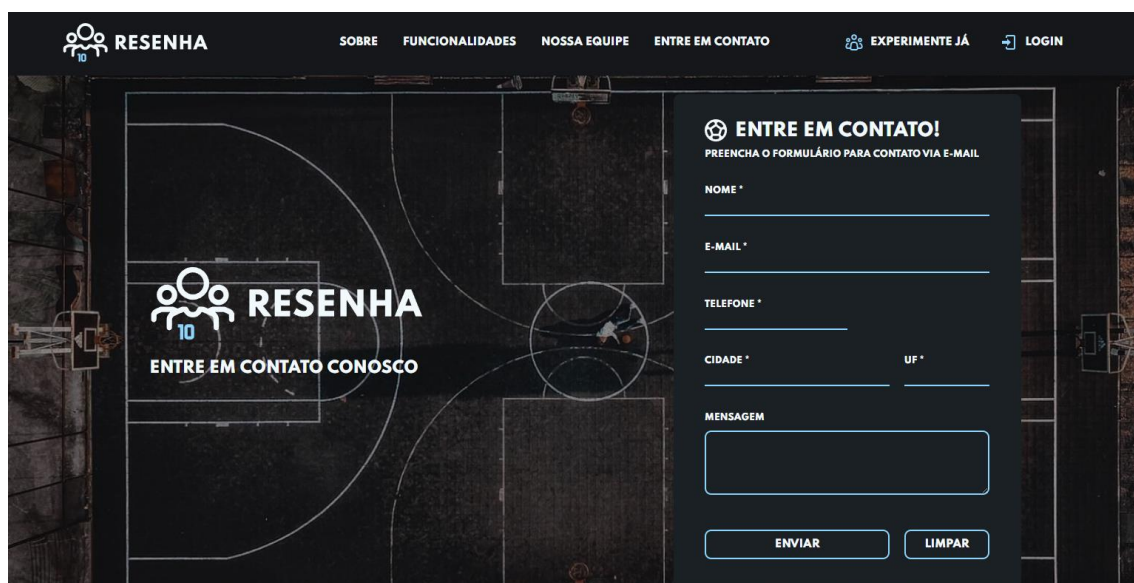 RESENHA
10
SOBRE FUNCIONALIDADES NOSSA EQUIPE ENTRE EM CONTATO EXPERIMENTE JÁ LOGIN
RESENHA
10
ENTRE EM CONTATO CONOSCO
ENTRE EM CONTATO!
PREENCHA O FORMULÁRIO PARA CONTATO VIA E-MAIL
NOME *
E-MAIL *
TELEFONE *
CIDADE * UF *
MENSAGEM
ENVIAR LIMPAR